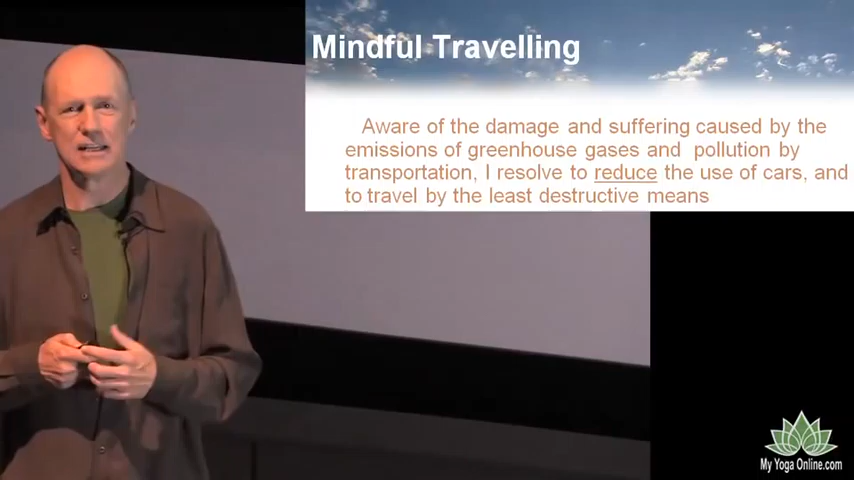 Mindful Travelling
Aware of the damage and suffering caused by the
emissions of greenhouse gases and pollution by
transportation, I resolve to reduce the use of cars, and
to travel by the least destructive means
My Yoga Online.com